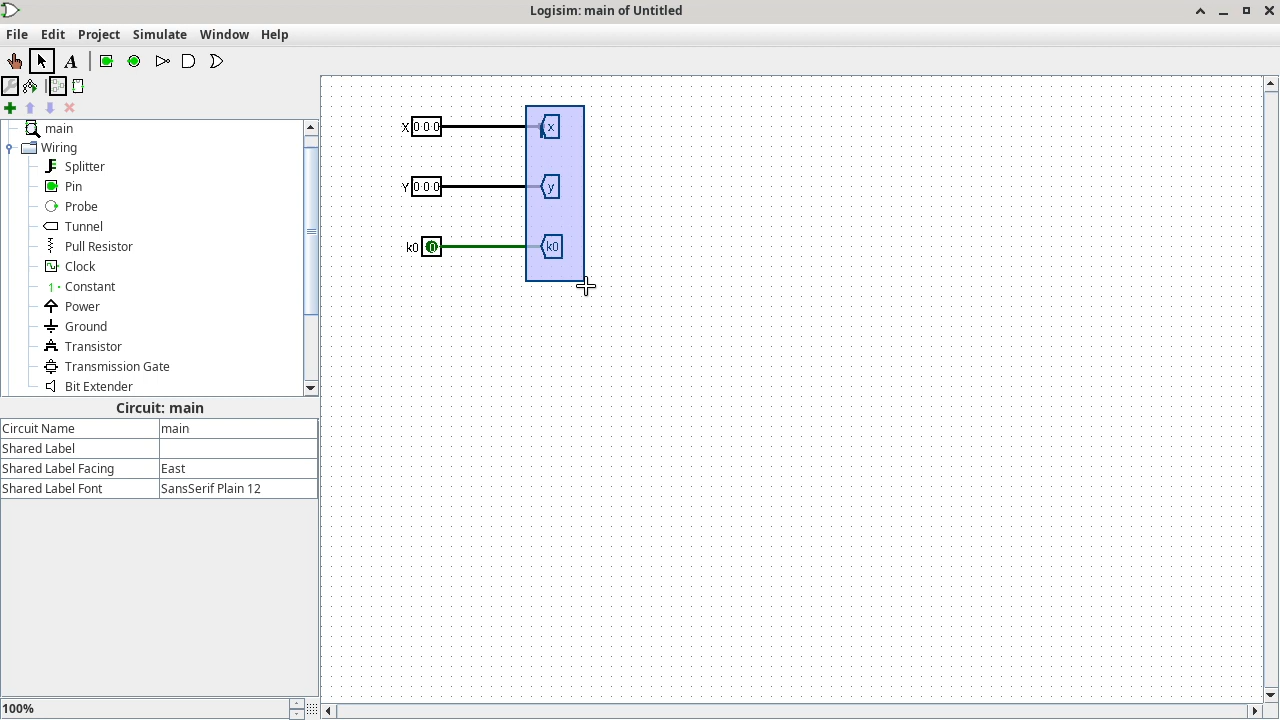 Logisim: main of Untitled
File Edit Project Simulate Window Help
A
main
Wiring
Splitter
Pin
Probe
Tunnel
Pull Resistor
Clock
1 Constant
Power
Ground
Transistor
Transmission Gate
Bit Extender
Circuit: main
Circuit Name main
Shared Label
Shared Label Facing East
Shared Label Font SansSerif Plain 12
100%
X 0 0 0 x
Y 0 0 0 y
k0 0 k0